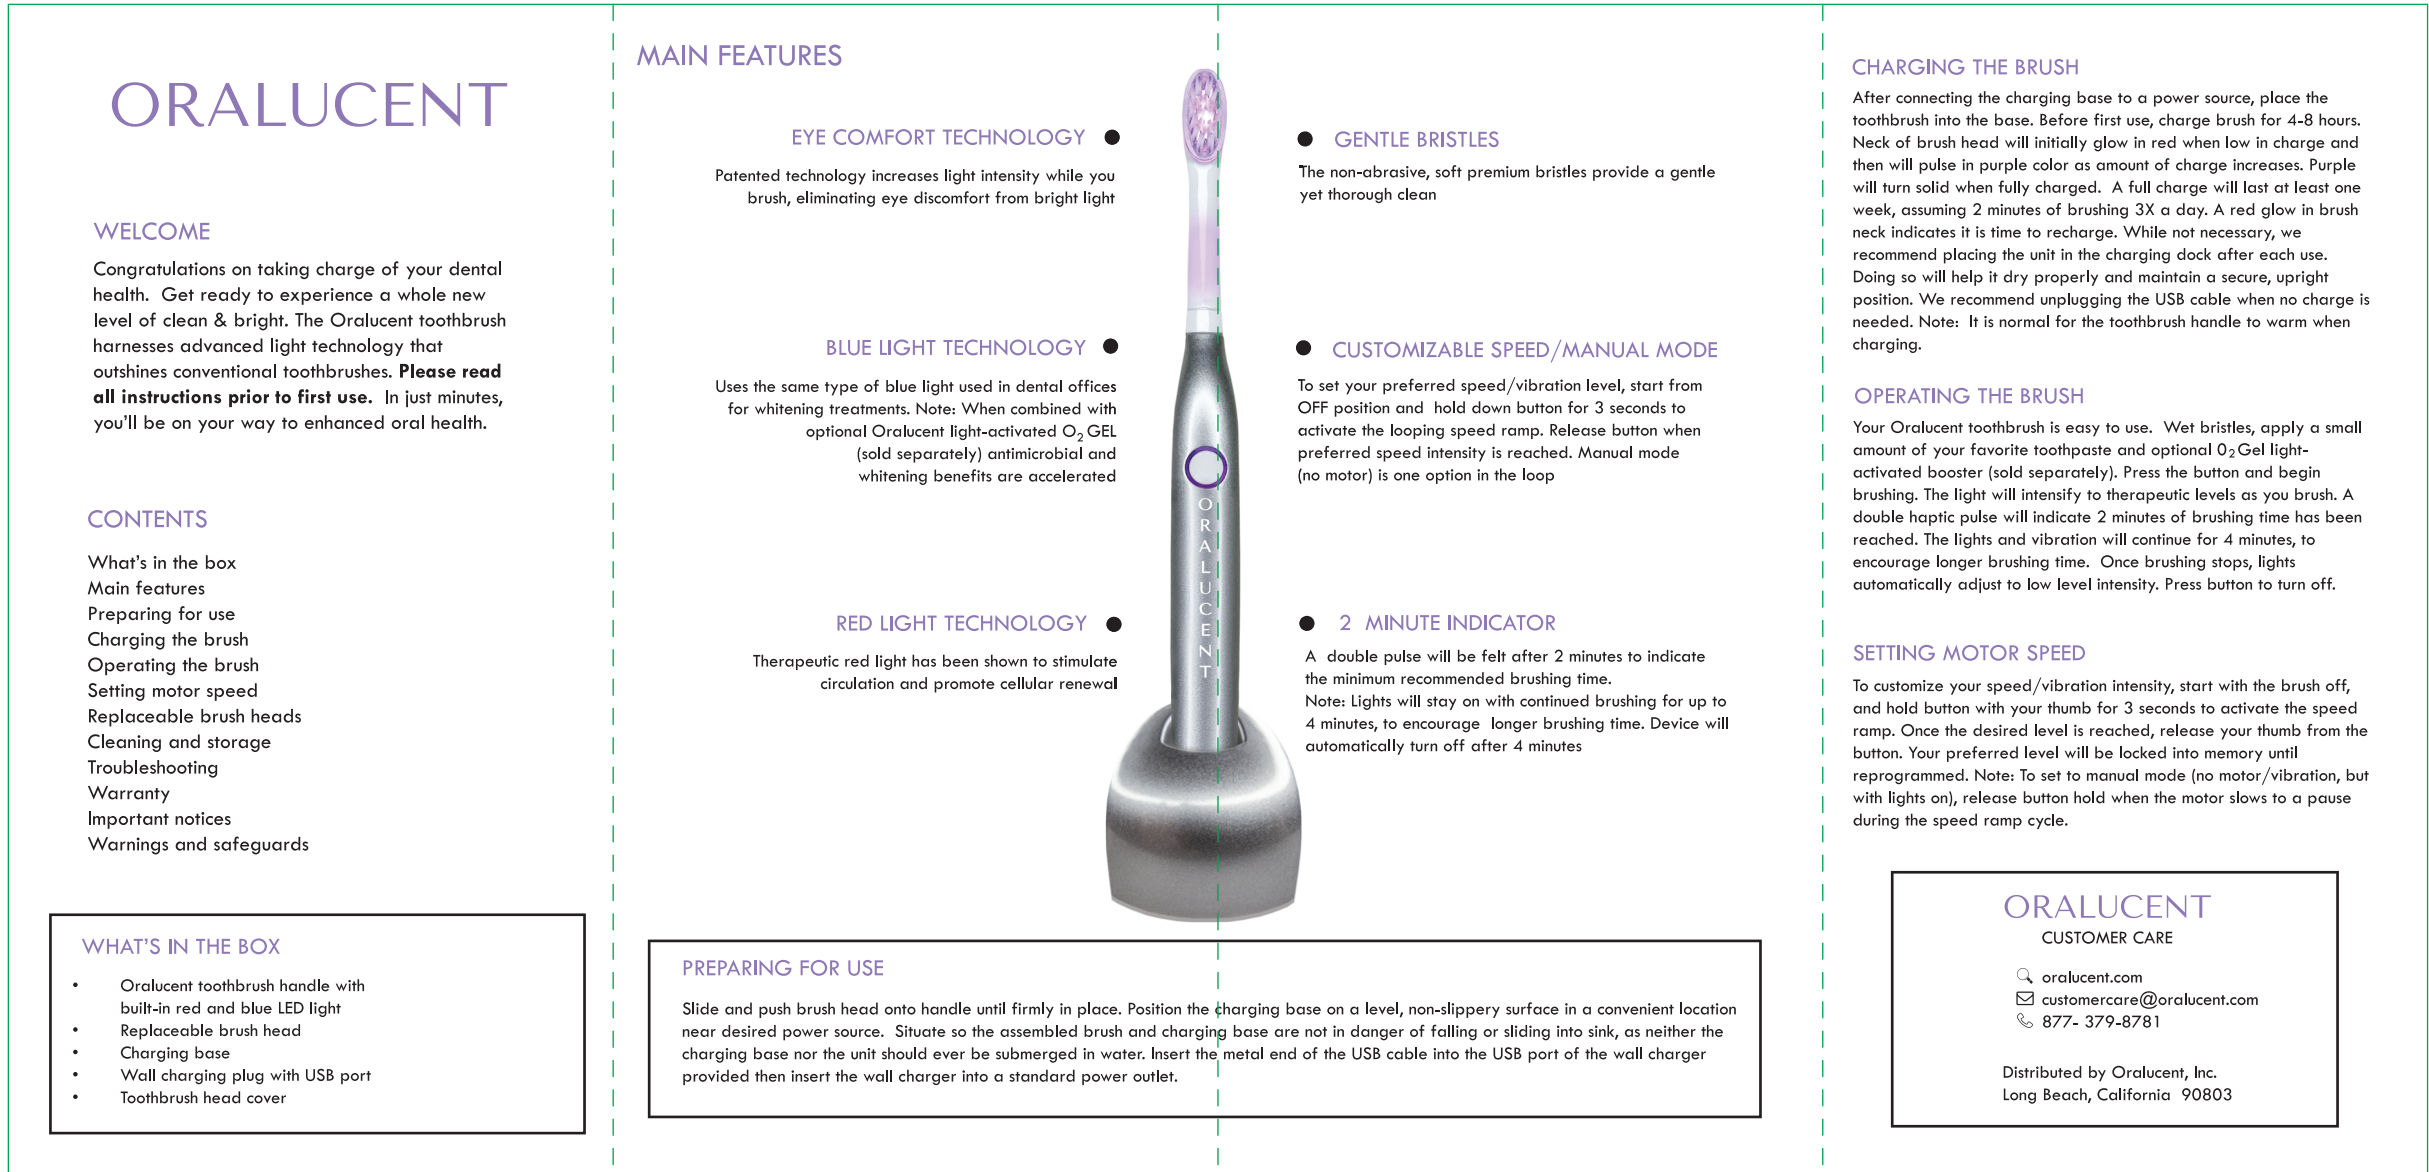 ORALUCENT
WELCOME
Congratulations on taking charge of your dental
health.  Get ready to experience a whole new
level of clean & bright. The Oralucent toothbrush
harnesses advanced light technology that
outshines conventional toothbrushes. Please read
all instructions prior to first use.  In just minutes,
you'll be on your way to enhanced oral health.
CONTENTS
What's in the box
Main features
Preparing for use
Charging the brush
Operating the brush
Setting motor speed
Replaceable brush heads
Cleaning and storage
Troubleshooting
Warranty
Important notices
Warnings and safeguards
WHAT'S IN THE BOX
• Oralucent toothbrush handle with
built-in red and blue LED light
• Replaceable brush head
• Charging base
• Wall charging plug with USB port
• Toothbrush head cover
MAIN FEATURES
EYE COMFORT TECHNOLOGY
Patented technology increases light intensity while you
brush, eliminating eye discomfort from bright light
BLUE LIGHT TECHNOLOGY
Uses the same type of blue light used in dental offices
for whitening treatments. Note: When combined with
optional Oralucent light-activated O₂ GEL
(sold separately) antimicrobial and
whitening benefits are accelerated
RED LIGHT TECHNOLOGY
Therapeutic red light has been shown to stimulate
circulation and promote cellular renewal
ORALUCENT
GENTLE BRISTLES
The non-abrasive, soft premium bristles provide a gentle
yet thorough clean
CUSTOMIZABLE SPEED/MANUAL MODE
To set your preferred speed/vibration level, start from
OFF position and  hold down button for 3 seconds to
activate the looping speed ramp. Release button when
preferred speed intensity is reached. Manual mode
(no motor) is one option in the loop
2  MINUTE INDICATOR
A  double pulse will be felt after 2 minutes to indicate
the minimum recommended brushing time.
Note: Lights will stay on with continued brushing for up to
4 minutes, to encourage  longer brushing time. Device will
automatically turn off after 4 minutes
PREPARING FOR USE
Slide and push brush head onto handle until firmly in place. Position the charging base on a level, non-slippery surface in a convenient location
near desired power source.  Situate so the assembled brush and charging base are not in danger of falling or sliding into sink, as neither the
charging base nor the unit should ever be submerged in water. Insert the metal end of the USB cable into the USB port of the wall charger
provided then insert the wall charger into a standard power outlet.
CHARGING THE BRUSH
After connecting the charging base to a power source, place the
toothbrush into the base. Before first use, charge brush for 4-8 hours.
Neck of brush head will initially glow in red when low in charge and
then will pulse in purple color as amount of charge increases. Purple
will turn solid when fully charged.  A full charge will last at least one
week, assuming 2 minutes of brushing 3X a day. A red glow in brush
neck indicates it is time to recharge. While not necessary, we
recommend placing the unit in the charging dock after each use.
Doing so will help it dry properly and maintain a secure, upright
position. We recommend unplugging the USB cable when no charge is
needed. Note:  It is normal for the toothbrush handle to warm when
charging.
OPERATING THE BRUSH
Your Oralucent toothbrush is easy to use.  Wet bristles, apply a small
amount of your favorite toothpaste and optional 0₂ Gel light-
activated booster (sold separately). Press the button and begin
brushing. The light will intensify to therapeutic levels as you brush. A
double haptic pulse will indicate 2 minutes of brushing time has been
reached. The lights and vibration will continue for 4 minutes, to
encourage longer brushing time.  Once brushing stops, lights
automatically adjust to low level intensity. Press button to turn off.
SETTING MOTOR SPEED
To customize your speed/vibration intensity, start with the brush off,
and hold button with your thumb for 3 seconds to activate the speed
ramp. Once the desired level is reached, release your thumb from the
button. Your preferred level will be locked into memory until
reprogrammed. Note: To set to manual mode (no motor/vibration, but
with lights on), release button hold when the motor slows to a pause
during the speed ramp cycle.
ORALUCENT
CUSTOMER CARE
oralucent.com
customercare@oralucent.com
877- 379-8781
Distributed by Oralucent, Inc.
Long Beach, California  90803